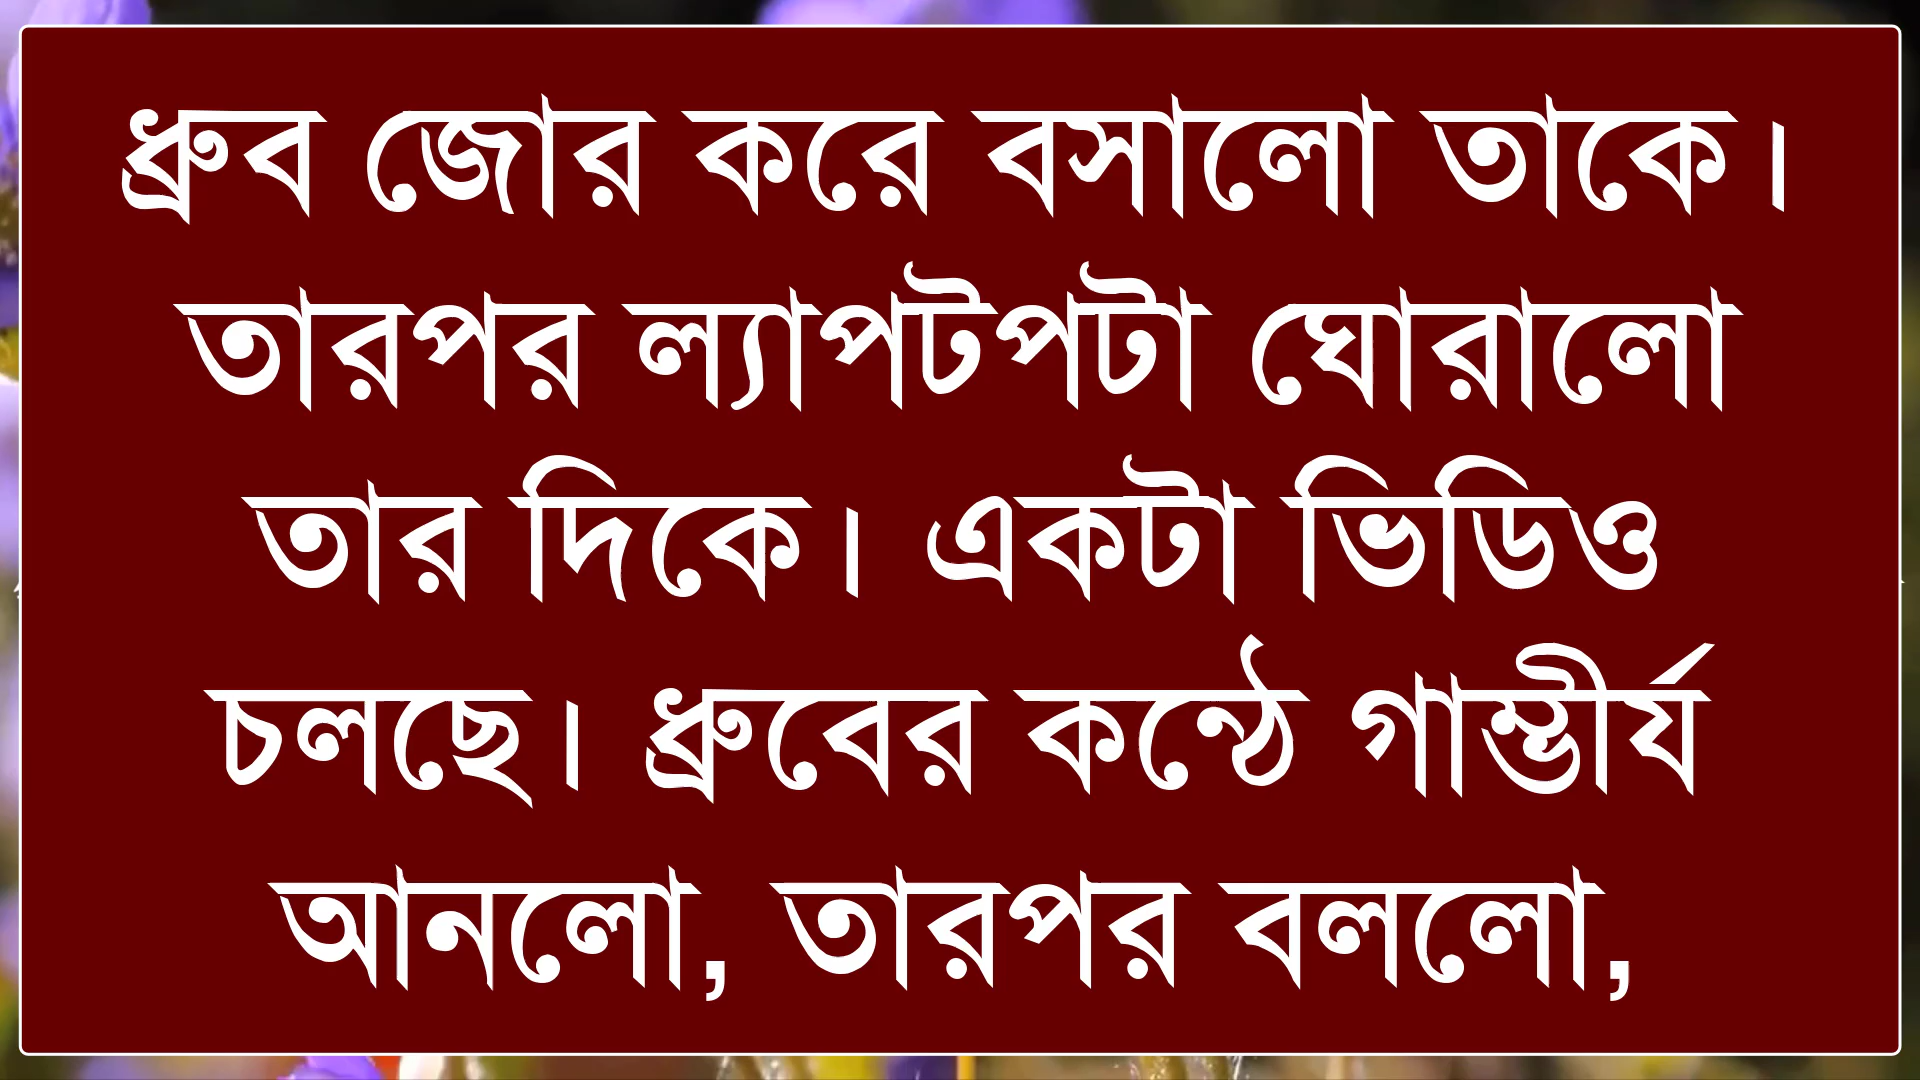 ধ্রুব জোর করে বসালো তাকে।
তারপর ল্যাপটপটা ঘোরালো
তার দিকে। একটা ভিডিও
চলছে। ধ্রুবের কন্ঠে গাম্ভীর্য
আনলো, তারপর বললো,